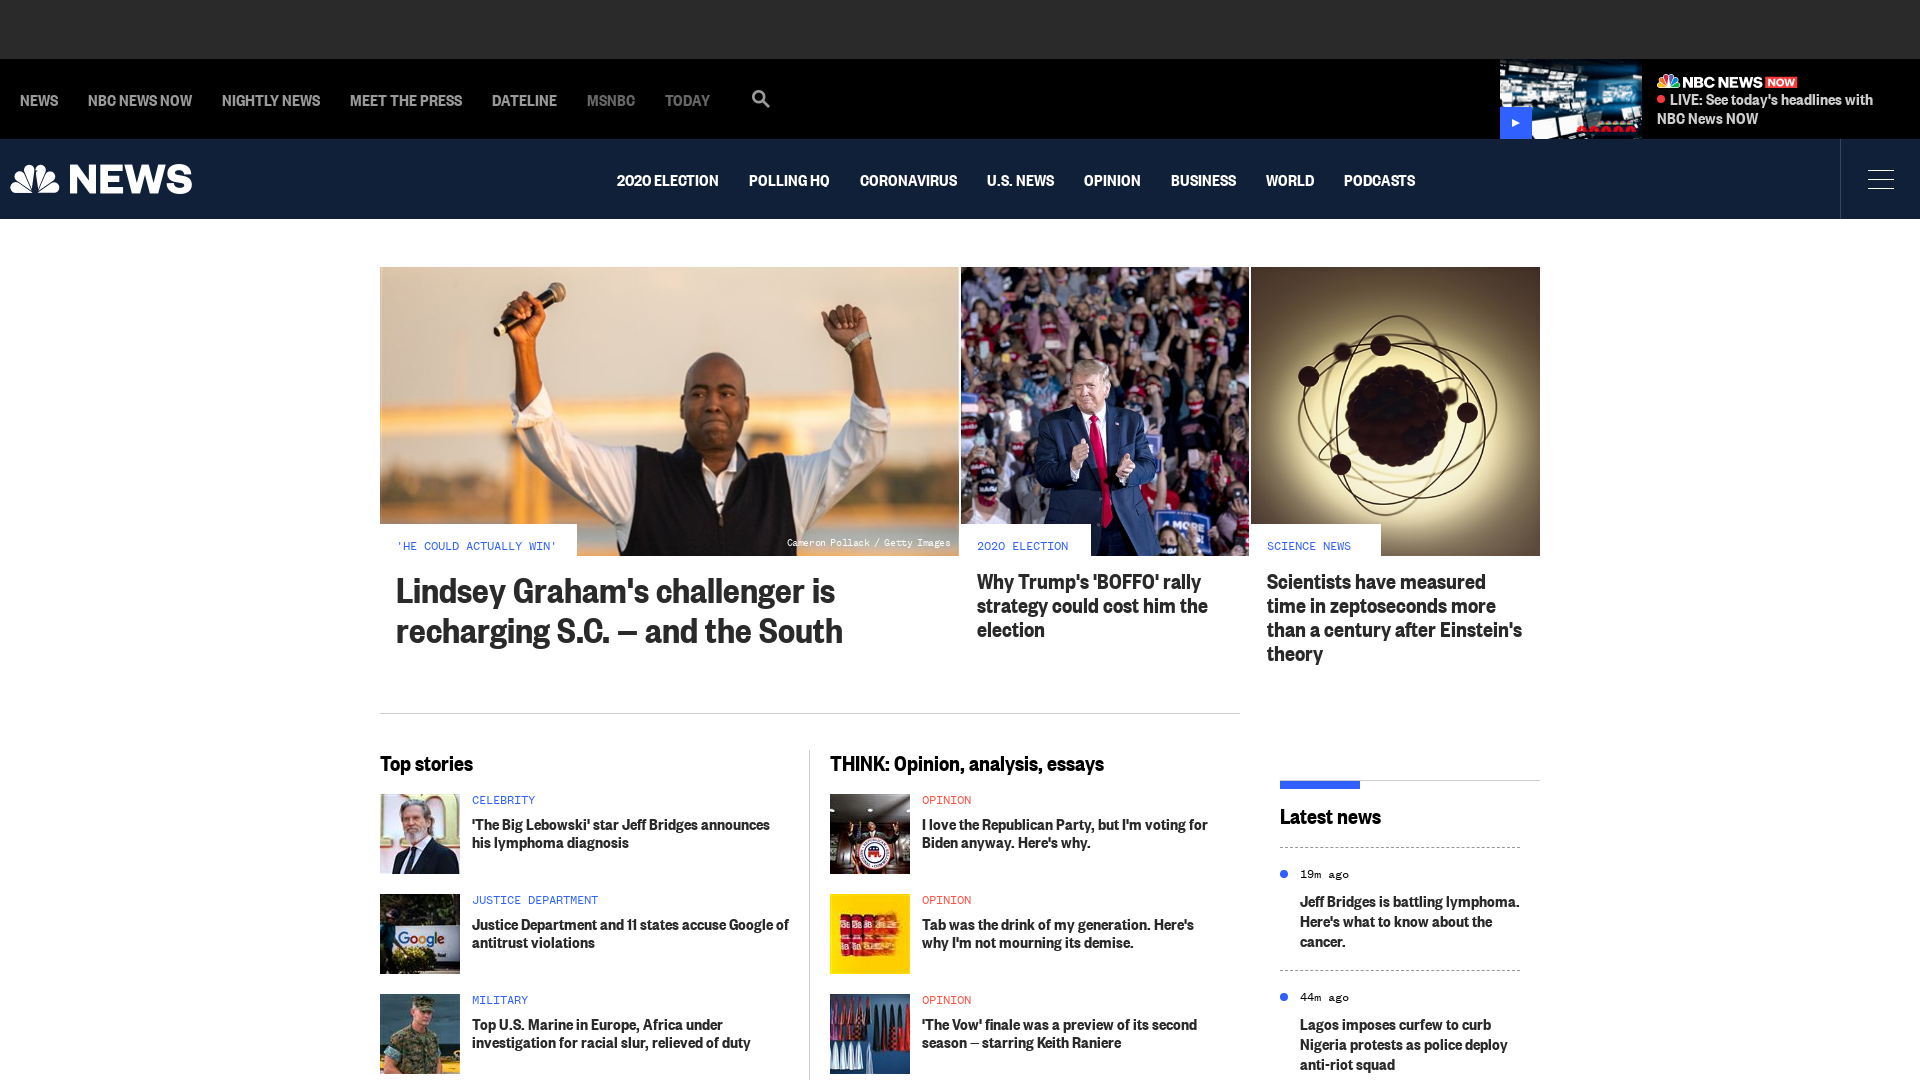 NEWS
NBC NEWS NOW
NIGHTLY NEWS
MEET THE PRESS
DATELINE
MSNBC
TODAY
NBC NEWS NOW
LIVE: See today's headlines with
NBC News NOW
NEWS
2020 ELECTION
POLLING HQ
CORONAVIRUS
U.S. NEWS
OPINION
BUSINESS
WORLD
PODCASTS
Cameron Pollack / Getty Images
'HE COULD ACTUALLY WIN'
Lindsey Graham's challenger is
recharging S.C. — and the South
2020 ELECTION
Why Trump's 'BOFFO' rally
strategy could cost him the
election
SCIENCE NEWS
Scientists have measured
time in zeptoseconds more
than a century after Einstein's
theory
Top stories
CELEBRITY
'The Big Lebowski' star Jeff Bridges announces
his lymphoma diagnosis
JUSTICE DEPARTMENT
Google
Justice Department and 11 states accuse Google of
antitrust violations
MILITARY
Top U.S. Marine in Europe, Africa under
investigation for racial slur, relieved of duty
THINK: Opinion, analysis, essays
OPINION
I love the Republican Party, but I'm voting for
Biden anyway. Here's why.
OPINION
Tab was the drink of my generation. Here's
why I'm not mourning its demise.
OPINION
'The Vow' finale was a preview of its second
season — starring Keith Raniere
Latest news
19m ago
Jeff Bridges is battling lymphoma.
Here's what to know about the
cancer.
44m ago
Lagos imposes curfew to curb
Nigeria protests as police deploy
anti-riot squad